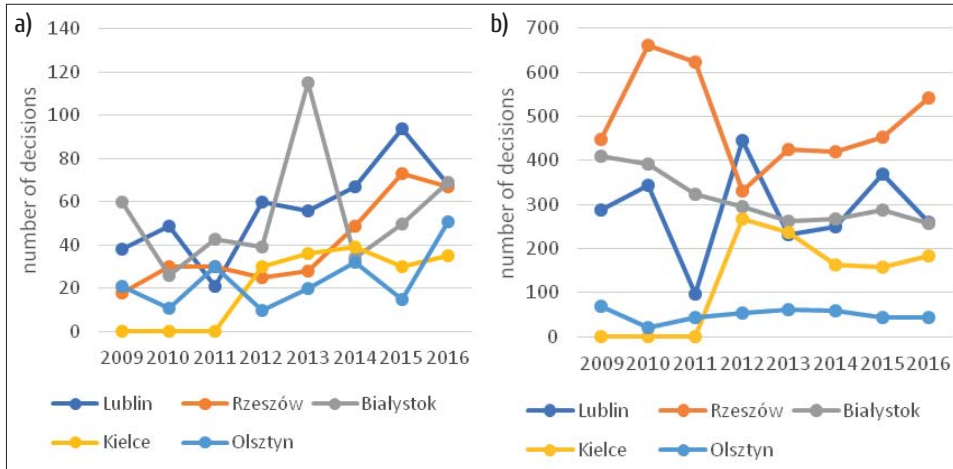 a)
number of decisions
140
120
100
80
60
40
20
0
2009 2010 2011 2012 2013 2014 2015 2016
Lublin Rzeszów Białystok
Kielce Olsztyn
b)
number of decisions
700
600
500
400
300
200
100
0
2009 2010 2011 2012 2013 2014 2015 2016
Lublin Rzeszów Białystok
Kielce Olsztyn